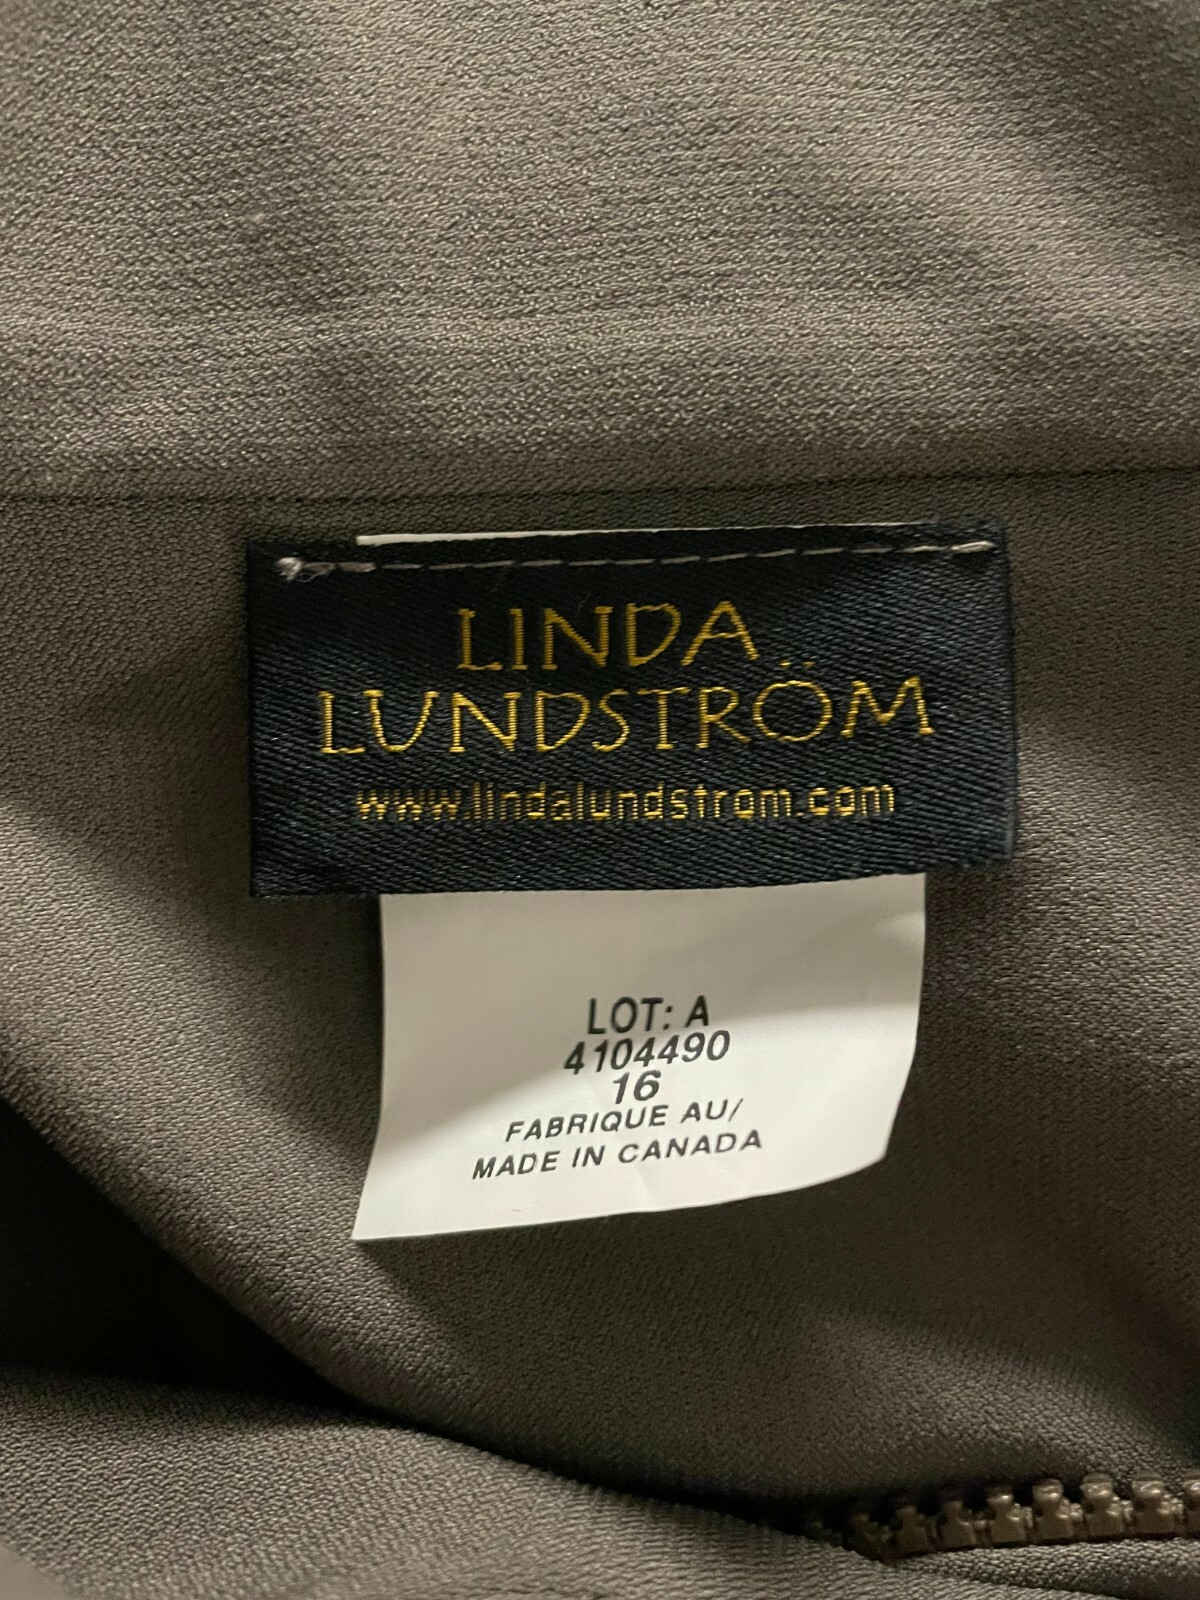 LINDA
LUNDSTRÖM
www.lindalundstrom.com
LOT: A
4104490
16
FABRIQUE AU/
MADE IN CANADA